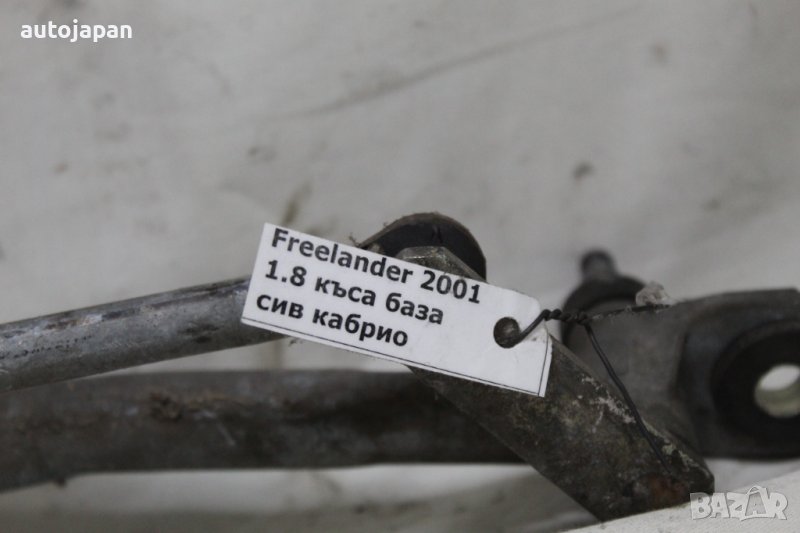 autojapan
Freelander 2001
1.8 къса база
сив кабрио
BAZAR